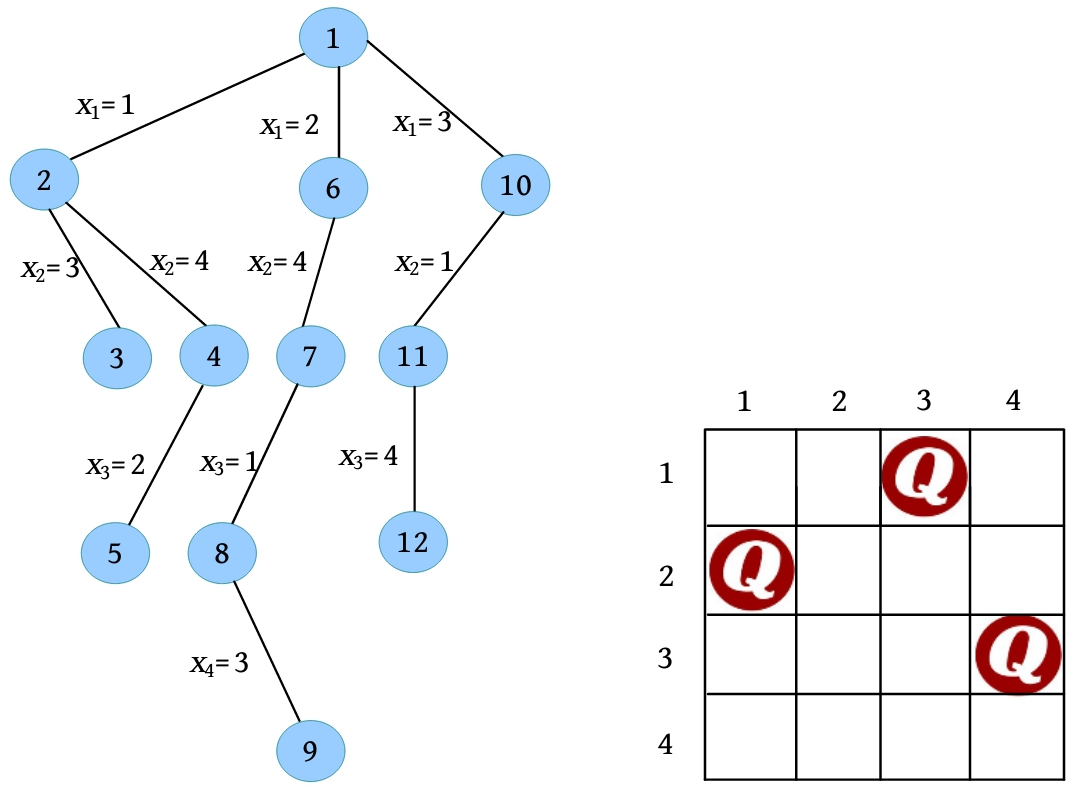 1
x₁= 1
x₁= 2
x₁= 3
2
6
10
x₂= 3
x₂= 4
x₂= 4
x₂= 1
3
4
7
11
x₃= 2
x₃= 1
x₃= 4
5
8
12
x₄= 3
9
1 2 3 4
1 Q
2 Q
3 Q
4